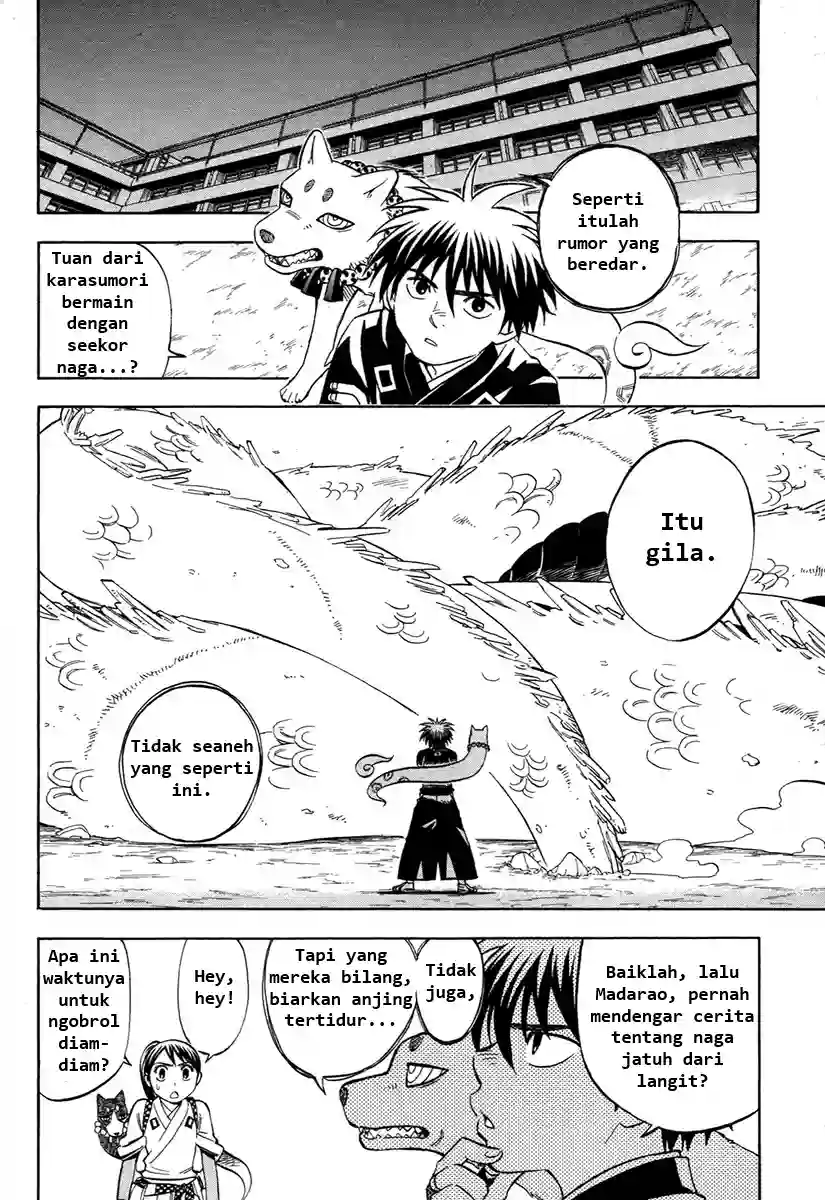 Seperti
itulah
rumor yang
beredar.
Tuan dari
karasumori
bermain
dengan
seekor
naga...?
Itu
gila.
Tidak seaneh
yang seperti
ini.
Baiklah, lalu
Madarao, pernah
mendengar cerita
tentang naga
jatuh dari
langit?
Tidak
juga,
Tapi yang
mereka bilang,
biarkan anjing
tertidur...
Hey,
hey!
Apa ini
waktunya
untuk
ngobrol
diam-
diam?